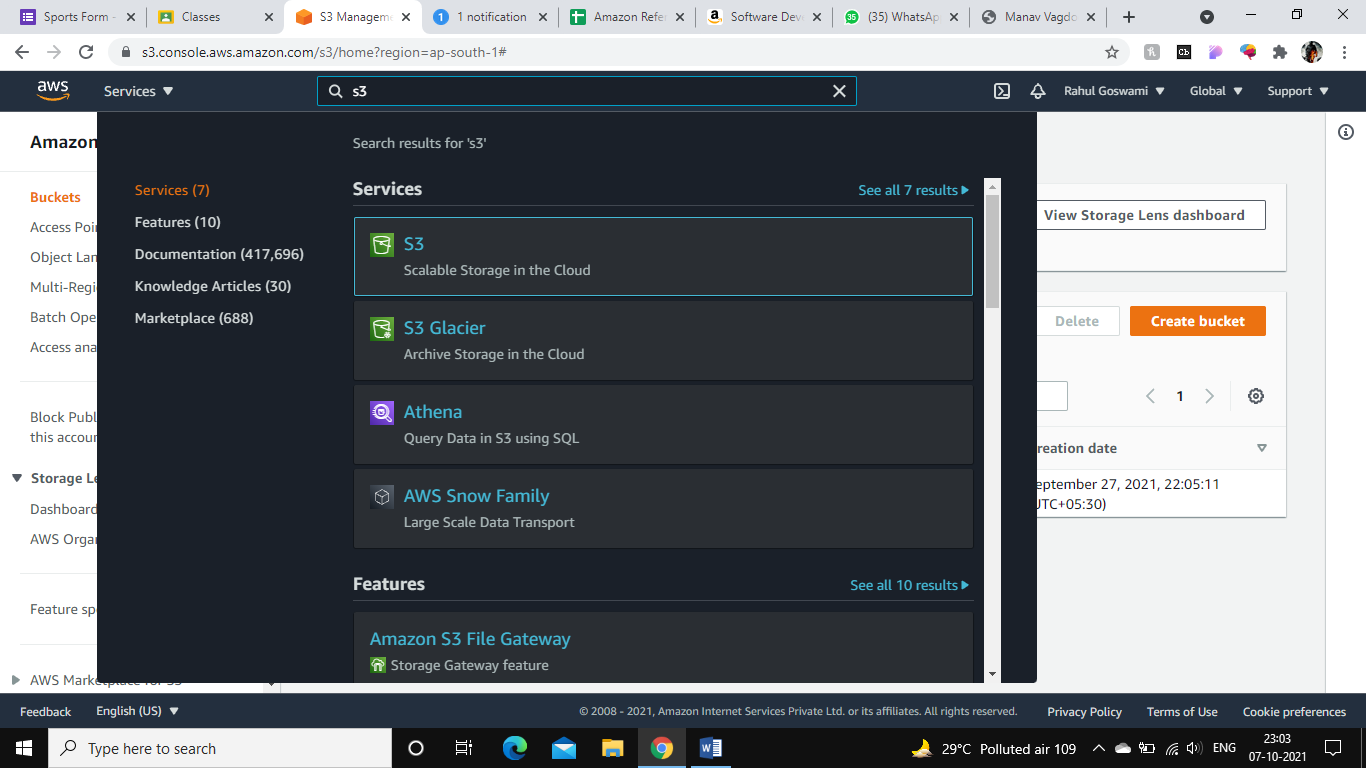 Sports Form -
Classes
S3 Manageme
1 notification
Amazon Refer
Software Dev
(35) WhatsAp
Manav Vagdo
s3.console.aws.amazon.com/s3/home?region=ap-south-1#
aws
Services
s3
Rahul Goswami
Global
Support
Amazon
Buckets
Access Poi
Object Lan
Multi-Regi
Batch Ope
Access ana
Block Publ
this accoun
Storage Le
Dashboard
AWS Organ
Feature sp
AWS Marketplace for S3
Search results for 's3'
Services (7)
Features (10)
Documentation (417,696)
Knowledge Articles (30)
Marketplace (688)
Services
See all 7 results
S3
Scalable Storage in the Cloud
S3 Glacier
Archive Storage in the Cloud
Athena
Query Data in S3 using SQL
AWS Snow Family
Large Scale Data Transport
Features
See all 10 results
Amazon S3 File Gateway
Storage Gateway feature
View Storage Lens dashboard
Delete
Create bucket
1
reation date
eptember 27, 2021, 22:05:11
UTC+05:30)
Feedback
English (US)
© 2008 - 2021, Amazon Internet Services Private Ltd. or its affiliates. All rights reserved.
Privacy Policy
Terms of Use
Cookie preferences
Type here to search
29°C Polluted air 109
ENG
23:03
07-10-2021